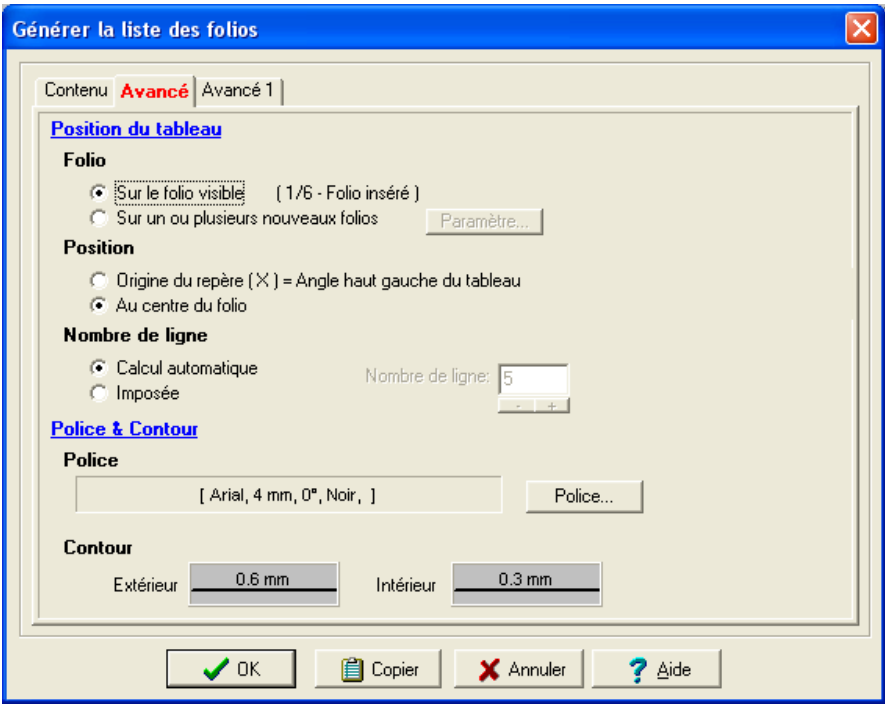 Générer la liste des folios
Contenu Avancé Avancé 1
Position du tableau
Folio
Sur le folio visible ( 1/6 - Folio inséré )
Sur un ou plusieurs nouveaux folios Paramètre...
Position
Origine du repère ( X ) = Angle haut gauche du tableau
Au centre du folio
Nombre de ligne
Calcul automatique Nombre de ligne: 5
Imposée - +
Police & Contour
Police
[ Arial, 4 mm, 0°, Noir, ] Police...
Contour
Extérieur 0.6 mm Intérieur 0.3 mm
OK Copier Annuler Aide